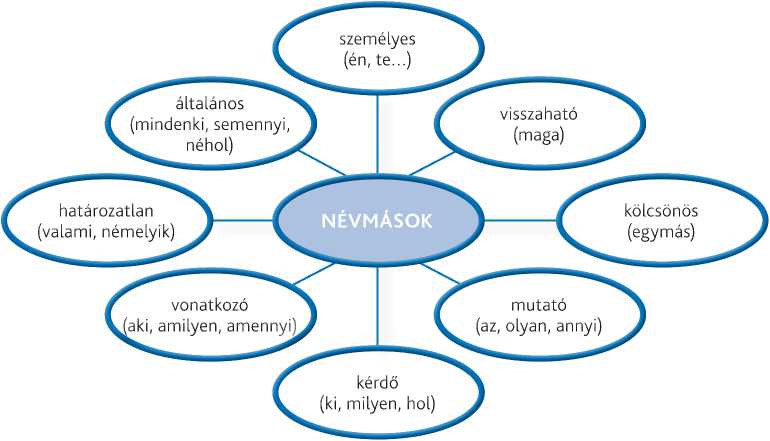 személyes
(én, te...)
általános
(mindenki, semennyi,
néhol)
visszaható
(maga)
határozatlan
(valami, némelyik)
NÉVMÁSOK
kölcsönös
(egymás)
vonatkozó
(aki, amilyen, amennyi)
mutató
(az, olyan, annyi)
kérdő
(ki, milyen, hol)